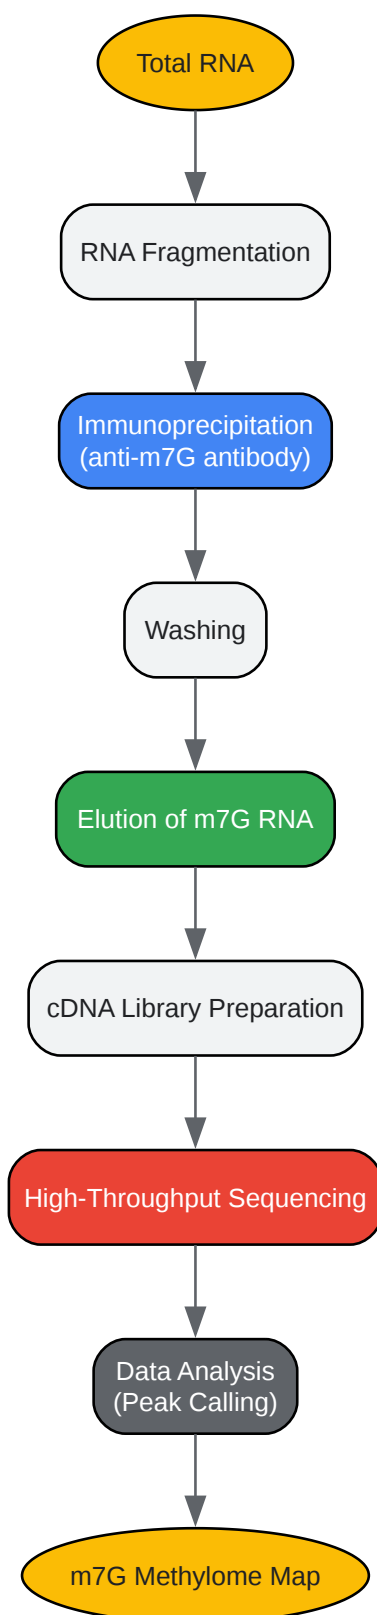 Total RNA
RNA Fragmentation
Immunoprecipitation
(anti-m7G antibody)
Washing
Elution of m7G RNA
cDNA Library Preparation
High-Throughput Sequencing
Data Analysis
(Peak Calling)
m7G Methylome Map